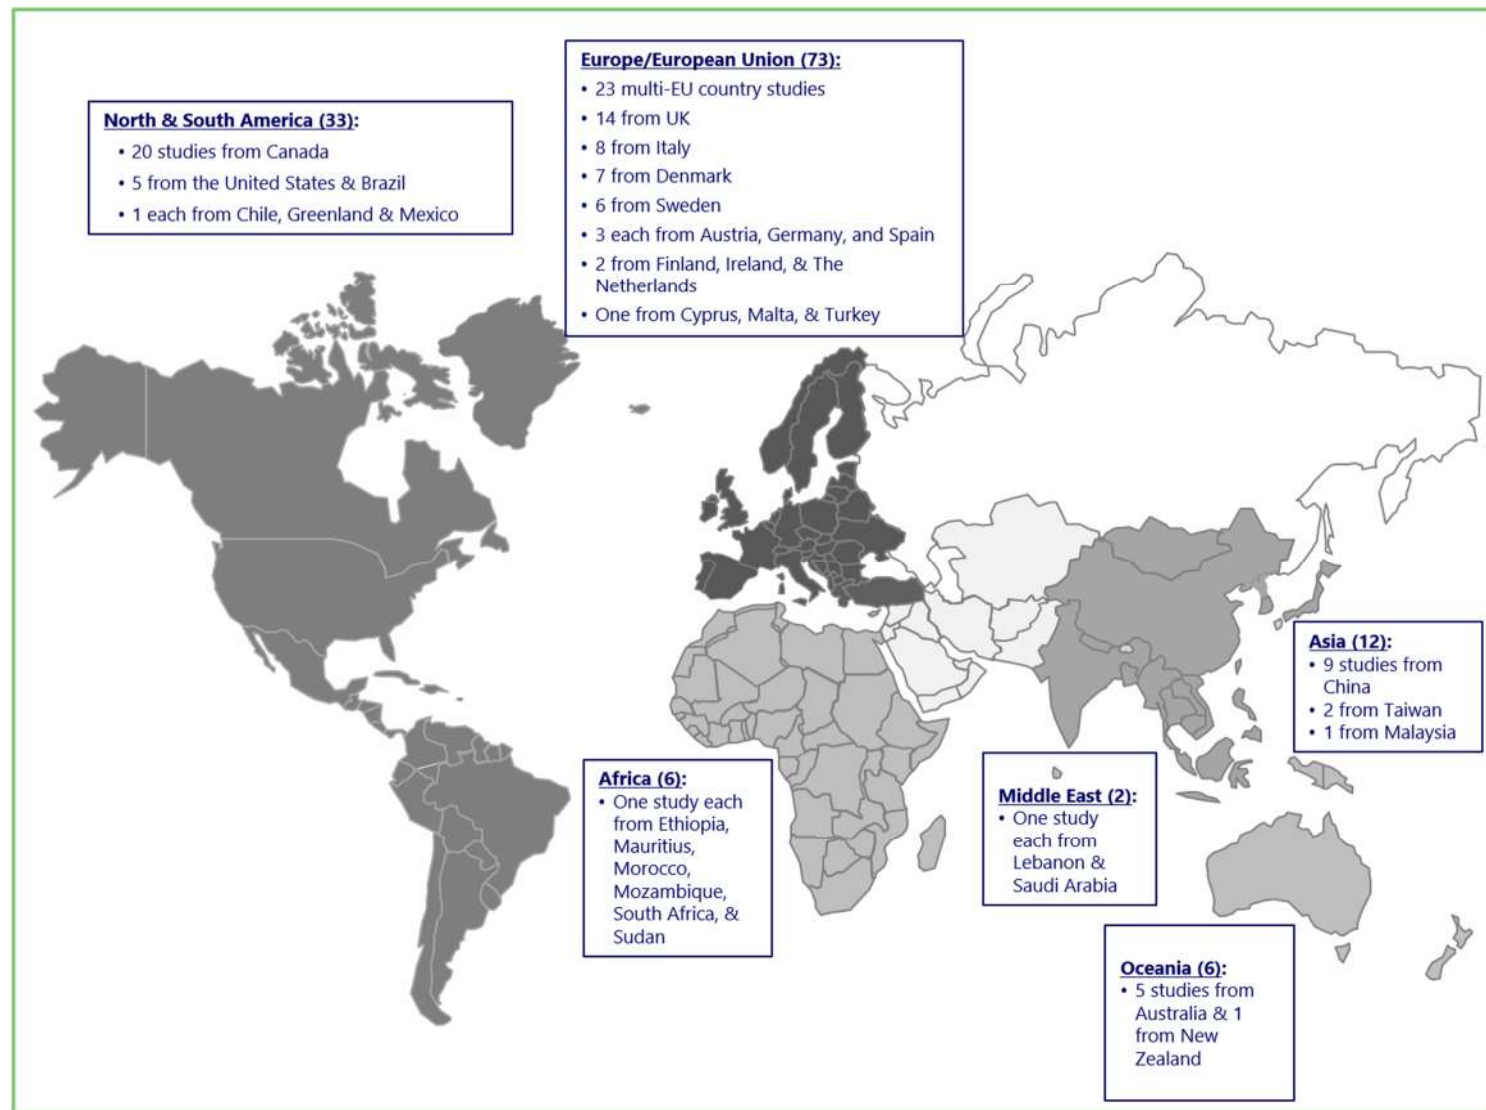 North & South America (33):
• 20 studies from Canada
• 5 from the United States & Brazil
• 1 each from Chile, Greenland & Mexico
Europe/European Union (73):
• 23 multi-EU country studies
• 14 from UK
• 8 from Italy
• 7 from Denmark
• 6 from Sweden
• 3 each from Austria, Germany, and Spain
• 2 from Finland, Ireland, & The
Netherlands
• One from Cyprus, Malta, & Turkey
Asia (12):
• 9 studies from
China
• 2 from Taiwan
• 1 from Malaysia
Africa (6):
• One study each
from Ethiopia,
Mauritius,
Morocco,
Mozambique,
South Africa, &
Sudan
Middle East (2):
• One study
each from
Lebanon &
Saudi Arabia
Oceania (6):
• 5 studies from
Australia & 1
from New
Zealand